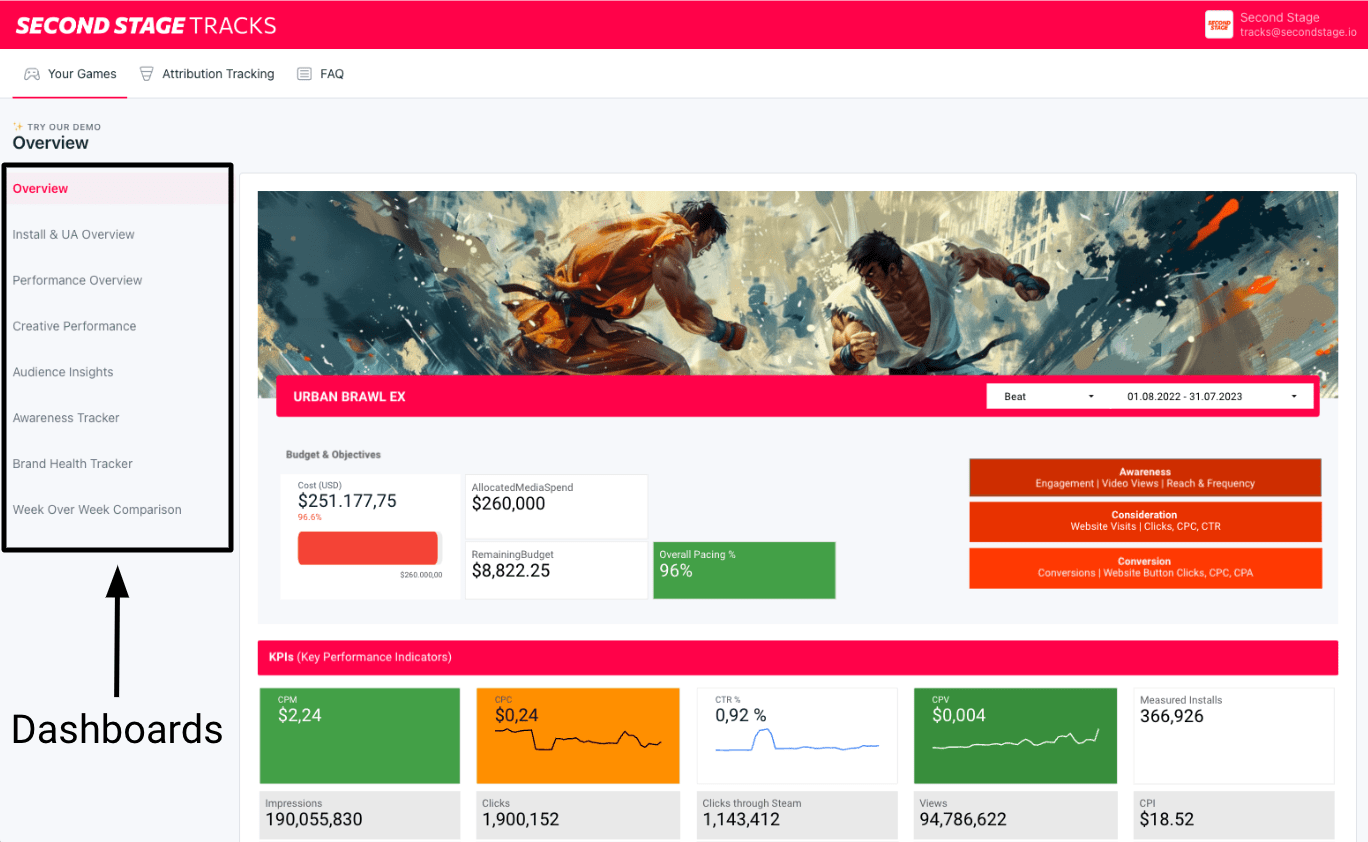 SECOND STAGE TRACKS
SECOND STAGE
Second Stage
tracks@secondstage.io
Your Games
Attribution Tracking
FAQ
✨ TRY OUR DEMO
Overview
Overview
Install & UA Overview
Performance Overview
Creative Performance
Audience Insights
Awareness Tracker
Brand Health Tracker
Week Over Week Comparison
Dashboards
URBAN BRAWL EX
Beat
01.08.2022 - 31.07.2023
Budget & Objectives
Cost (USD)
$251.177,75
96.6%
$260.000,00
AllocatedMediaSpend
$260,000
RemainingBudget
$8,822.25
Overall Pacing %
96%
Awareness
Engagement | Video Views | Reach & Frequency
Consideration
Website Visits | Clicks, CPC, CTR
Conversion
Conversions | Website Button Clicks, CPC, CPA
KPIs (Key Performance Indicators)
CPM
$2,24
CPC
$0,24
CTR %
0,92 %
CPV
$0,004
Measured Installs
366,926
Impressions
190,055,830
Clicks
1,900,152
Clicks through Steam
1,143,412
Views
94,786,622
CPI
$18.52